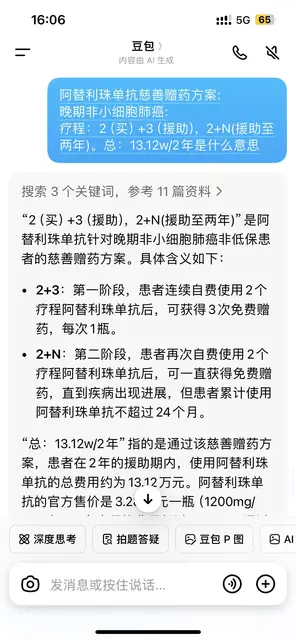 16:06
5G
65
豆包
内容由 AI 生成
阿替利珠单抗慈善赠药方案:
晚期非小细胞肺癌:
疗程：2（买）+3（援助），2+N(援助至
两年)。总：13.12w/2年是什么意思
搜索 3 个关键词，参考 11 篇资料
“2 (买) +3 (援助)，2+N(援助至两年)”是阿
替利珠单抗针对晚期非小细胞肺癌非低保患
者的慈善赠药方案。具体含义如下：
2+3：第一阶段，患者连续自费使用 2 个
疗程阿替利珠单抗后，可获得 3 次免费赠
药，每次 1 瓶。
2+N：第二阶段，患者再次自费使用 2 个
疗程阿替利珠单抗后，可一直获得免费赠
药，直到疾病出现进展，但患者累计使用
阿替利珠单抗不超过 24 个月。
“总：13.12w/2 年”指的是通过该慈善赠药方
案，患者在 2 年的援助期内，使用阿替利珠
单抗的总费用约为 13.12 万元。阿替利珠单
抗的官方售价是 3.2 元一瓶（1200mg/
深度思考
拍题答疑
豆包 P 图
AI
发消息或按住说话...